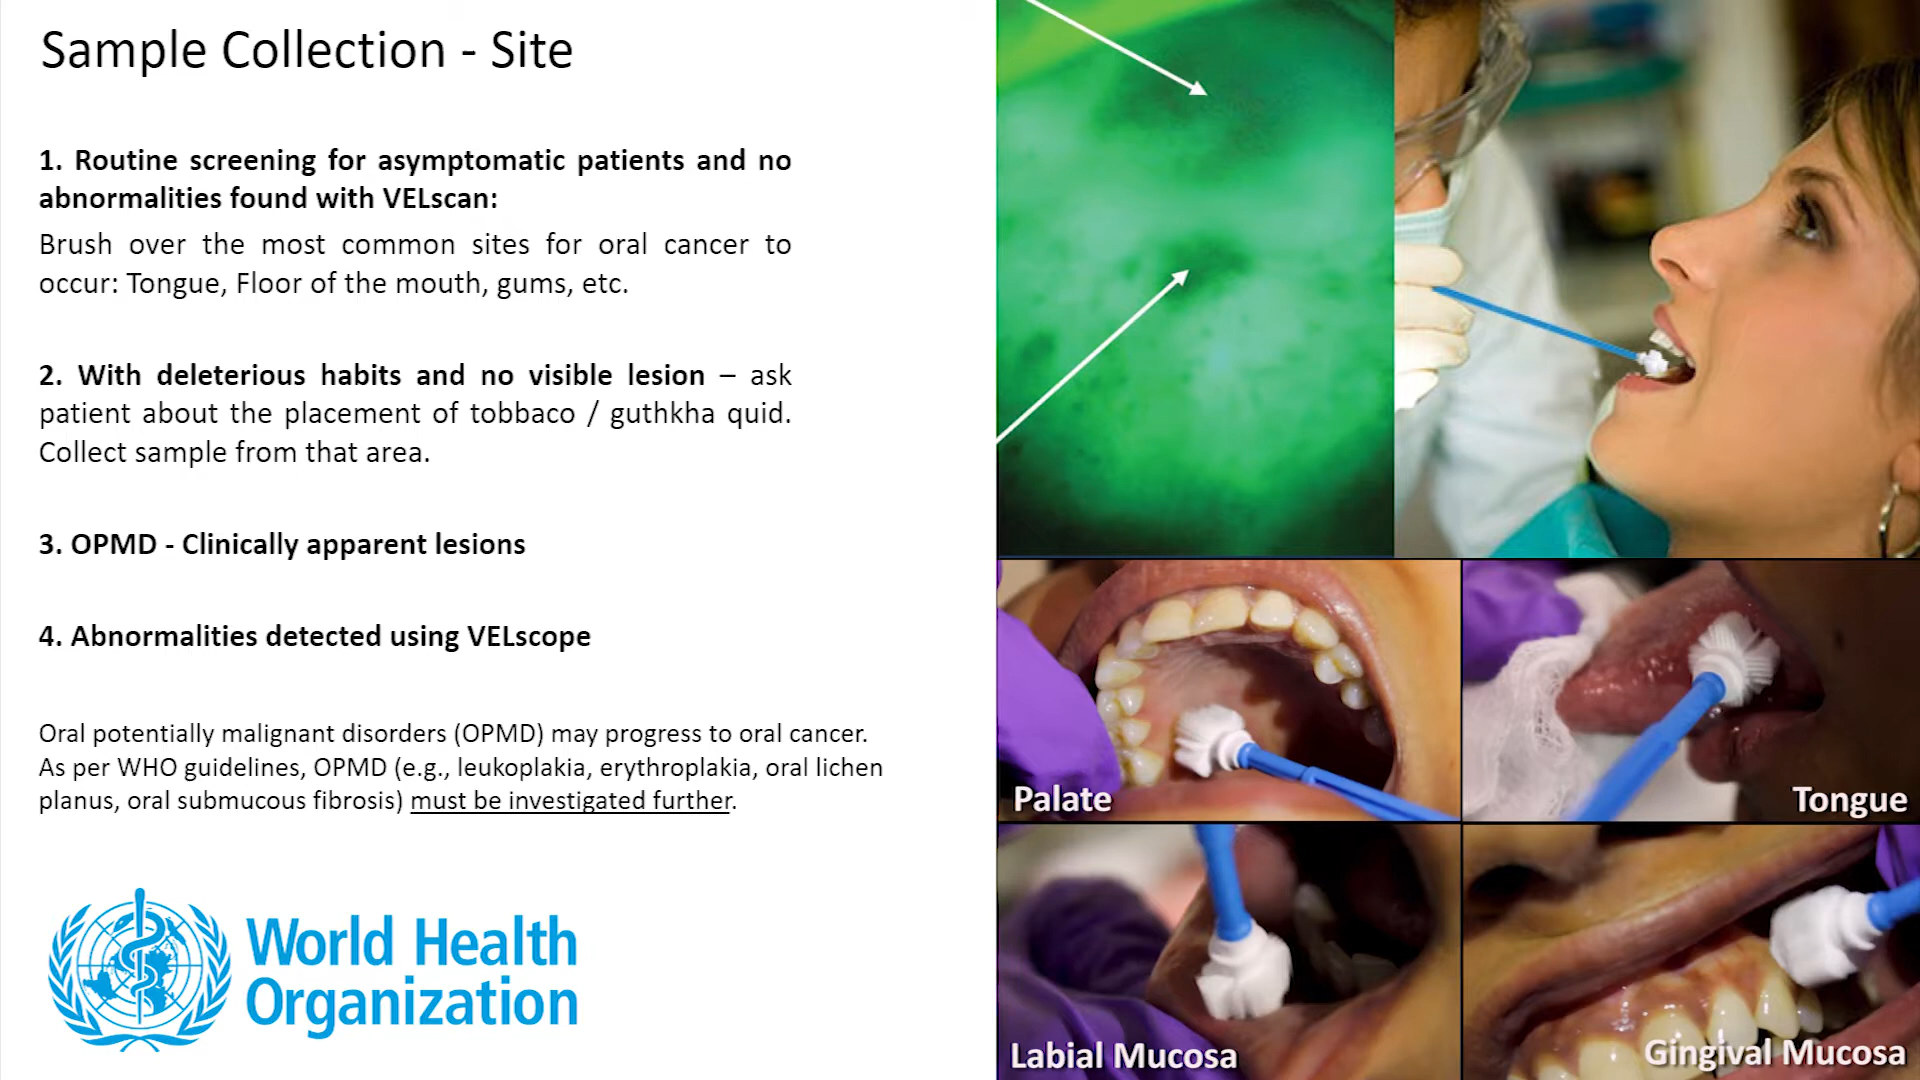 Sample Collection - Site
1. Routine screening for asymptomatic patients and no
abnormalities found with VELscan:
Brush over the most common sites for oral cancer to
occur: Tongue, Floor of the mouth, gums, etc.
2. With deleterious habits and no visible lesion – ask
patient about the placement of tobbaco / guthkha quid.
Collect sample from that area.
3. OPMD - Clinically apparent lesions
4. Abnormalities detected using VELscope
Oral potentially malignant disorders (OPMD) may progress to oral cancer.
As per WHO guidelines, OPMD (e.g., leukoplakia, erythroplakia, oral lichen
planus, oral submucous fibrosis) must be investigated further.
World Health
Organization
Palate
Tongue
Labial Mucosa
Gingival Mucosa